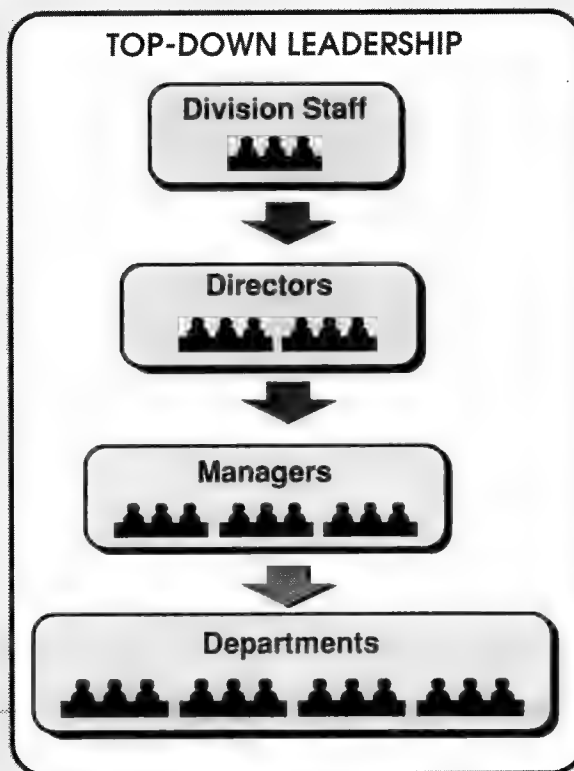 TOP-DOWN LEADERSHIP
Division Staff
Directors
Managers
Departments